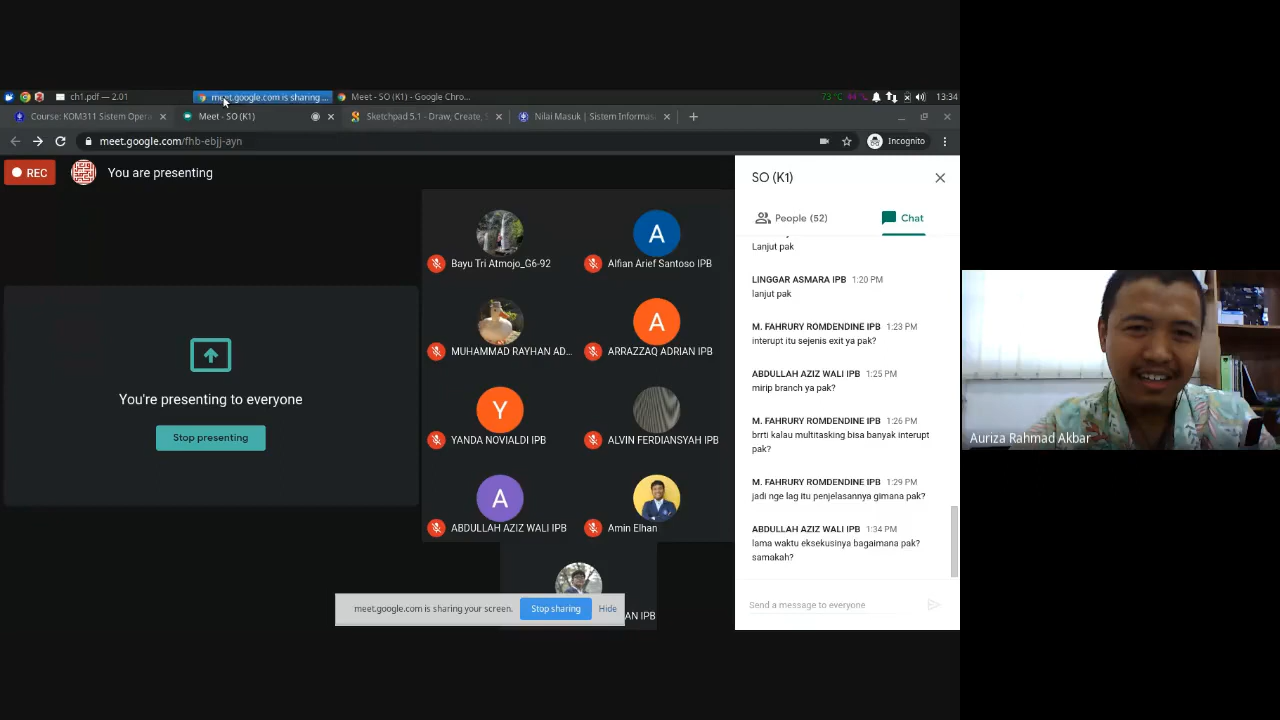 ch1.pdf — 2.01
meet.google.com is sharing ...
Meet - SO (K1) - Google Chro...
73 °C
13:34
Course: KOM311 Sistem Opera
Meet - SO (K1)
Sketchpad 5.1 - Draw, Create, S
Nilai Masuk | Sistem Informas
meet.google.com/fhb-ebjj-ayn
Incognito
REC
You are presenting
You're presenting to everyone
Stop presenting
Bayu Tri Atmojo_G6-92
A
Alfian Arief Santoso IPB
MUHAMMAD RAYHAN AD...
A
ARRAZZAQ ADRIAN IPB
Y
YANDA NOVIALDI IPB
ALVIN FERDIANSYAH IPB
A
ABDULLAH AZIZ WALI IPB
Amin Elhan
AN IPB
meet.google.com is sharing your screen.
Stop sharing
Hide
SO (K1)
People (52)
Chat
Lanjut pak
LINGGAR ASMARA IPB 1:20 PM
lanjut pak
M. FAHRURY ROMDENDINE IPB 1:23 PM
interupt itu sejenis exit ya pak?
ABDULLAH AZIZ WALI IPB 1:25 PM
mirip branch ya pak?
M. FAHRURY ROMDENDINE IPB 1:26 PM
brrti kalau multitasking bisa banyak interupt
pak?
M. FAHRURY ROMDENDINE IPB 1:29 PM
jadi nge lag itu penjelasannya gimana pak?
ABDULLAH AZIZ WALI IPB 1:34 PM
lama waktu eksekusinya bagaimana pak?
samakah?
Send a message to everyone
Auriza Rahmad Akbar